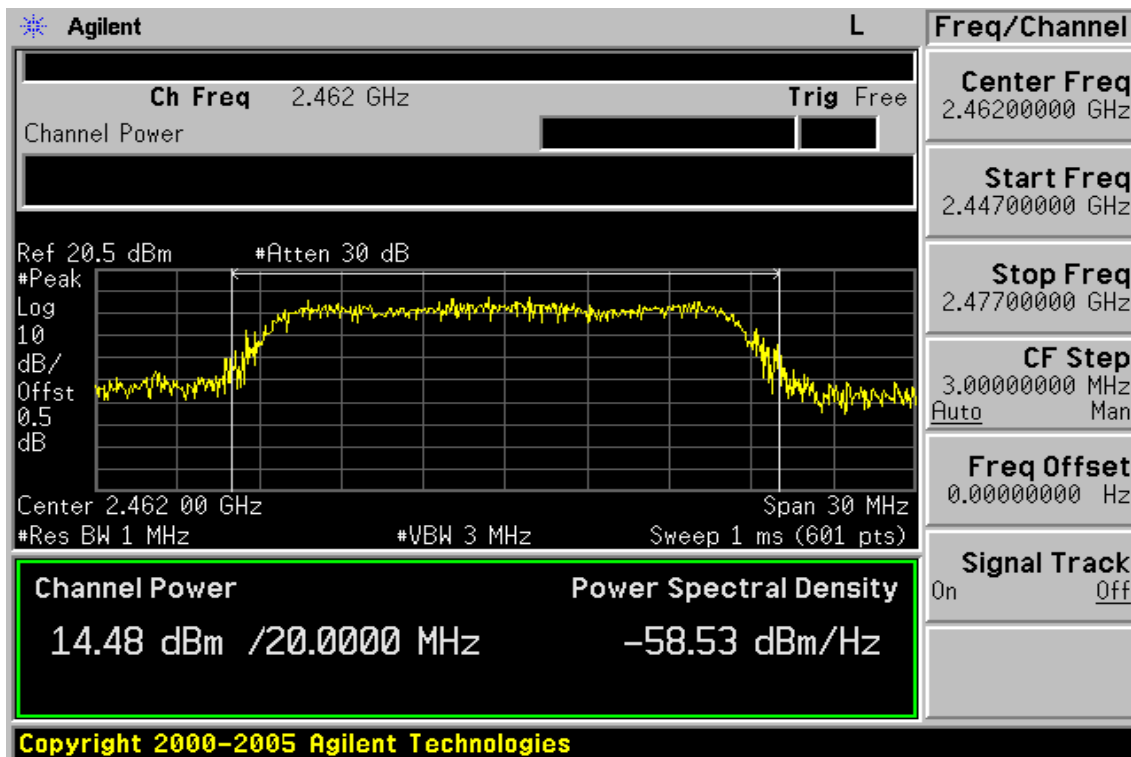 Agilent
L
Freq/Channel
Ch Freq 2.462 GHz
Trig Free
Channel Power
Center Freq
2.46200000 GHz
Start Freq
2.44700000 GHz
Stop Freq
2.47700000 GHz
CF Step
3.00000000 MHz
Auto Man
Freq Offset
0.00000000 Hz
Signal Track
On Off
Ref 20.5 dBm #Atten 30 dB
#Peak
Log
10
dB/
Offst
0.5
dB
Center 2.462 00 GHz Span 30 MHz
#Res BW 1 MHz #VBW 3 MHz Sweep 1 ms (601 pts)
Channel Power Power Spectral Density
14.48 dBm /20.0000 MHz -58.53 dBm/Hz
Copyright 2000-2005 Agilent Technologies